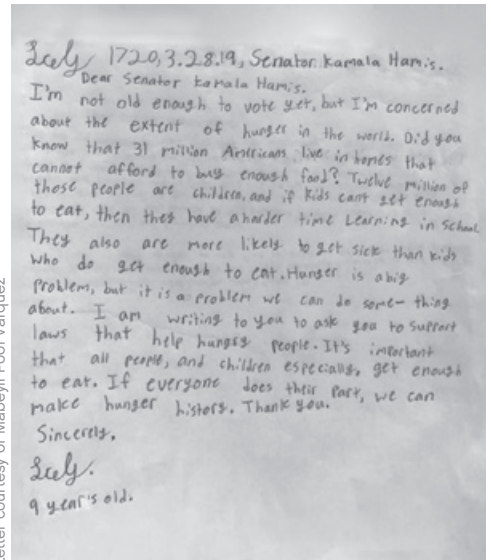 Lucy 1720, 3.28.19, Senator Kamala Harris.
Dear Senator Kamala Harris.
I'm not old enough to vote yet, but I'm concerned
about the extent of hunger in the world. Did you
know that 31 million Americans live in homes that
cannot afford to buy enough food? Twelve million of
those people are children, and if kids cant get enough
to eat, then they have a harder time Learning in school.
They also are more likely to get sick than kids
who do get enough to eat. Hunger is a big
Problem, but it is a problem we can do some- thing
about. I am writing to you to ask you to support
laws that help hungry people. It's important
that all people, and children especially, get enough
to eat. If everyone does their part, we can
make hunger history. Thank you.
Sincerely,
Lucy.
9 year's old.
Letter courtesy of Mabeyli Pool Varquez